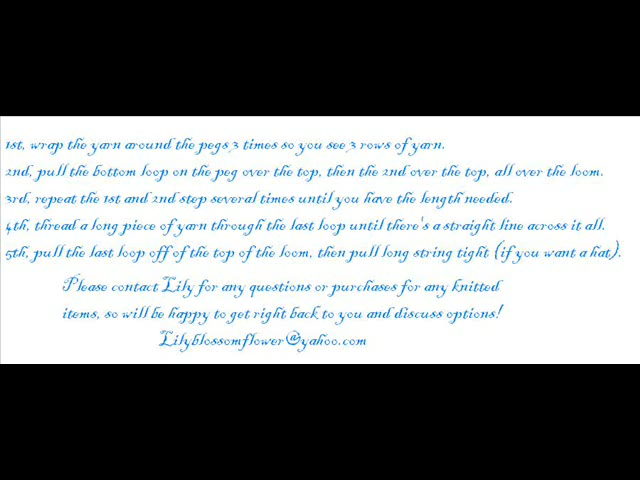 1st, wrap the yarn around the pegs 3 times so you see 3 rows of yarn.
2nd, pull the bottom loop on the peg over the top, then the 2nd over the top, all over the loom.
3rd, repeat the 1st and 2nd step several times until you have the length needed.
4th, thread a long piece of yarn through the last loop until there's a straight line across it all.
5th, pull the last loop off of the top of the loom, then pull long string tight (if you want a hat).
Please contact Lily for any questions or purchases for any knitted
items, so will be happy to get right back to you and discuss options!
Lilyblossomflower@yahoo.com